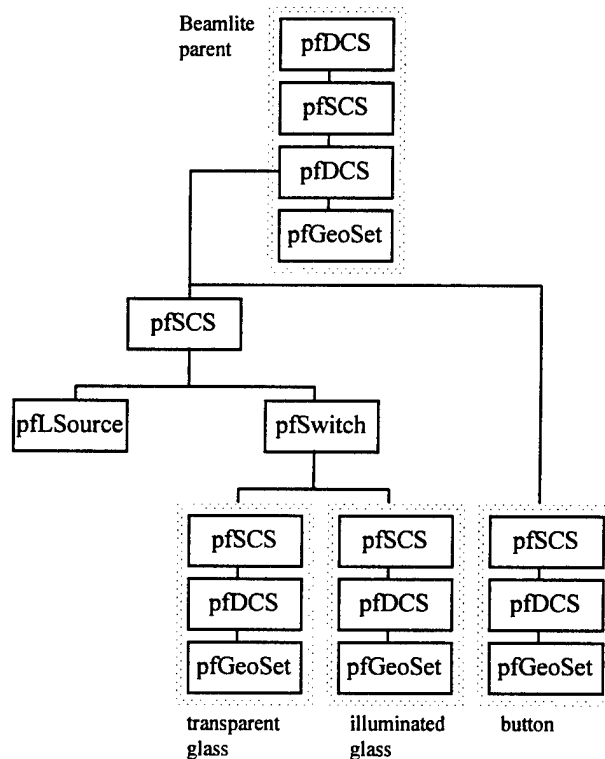 Beamlite
parent
pfDCS
pfSCS
pfDCS
pfGeoSet
pfSCS
pfLSource
pfSwitch
pfSCS
pfDCS
pfGeoSet
pfSCS
pfDCS
pfGeoSet
pfSCS
pfDCS
pfGeoSet
transparent
glass
illuminated
glass
button